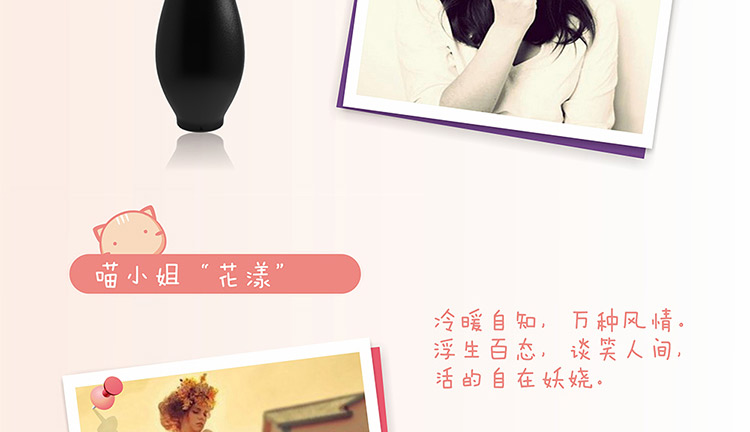 喵小姐“花漾”
冷暖自知，万种风情。
浮生百态，谈笑人间，
活的自在妖娆。